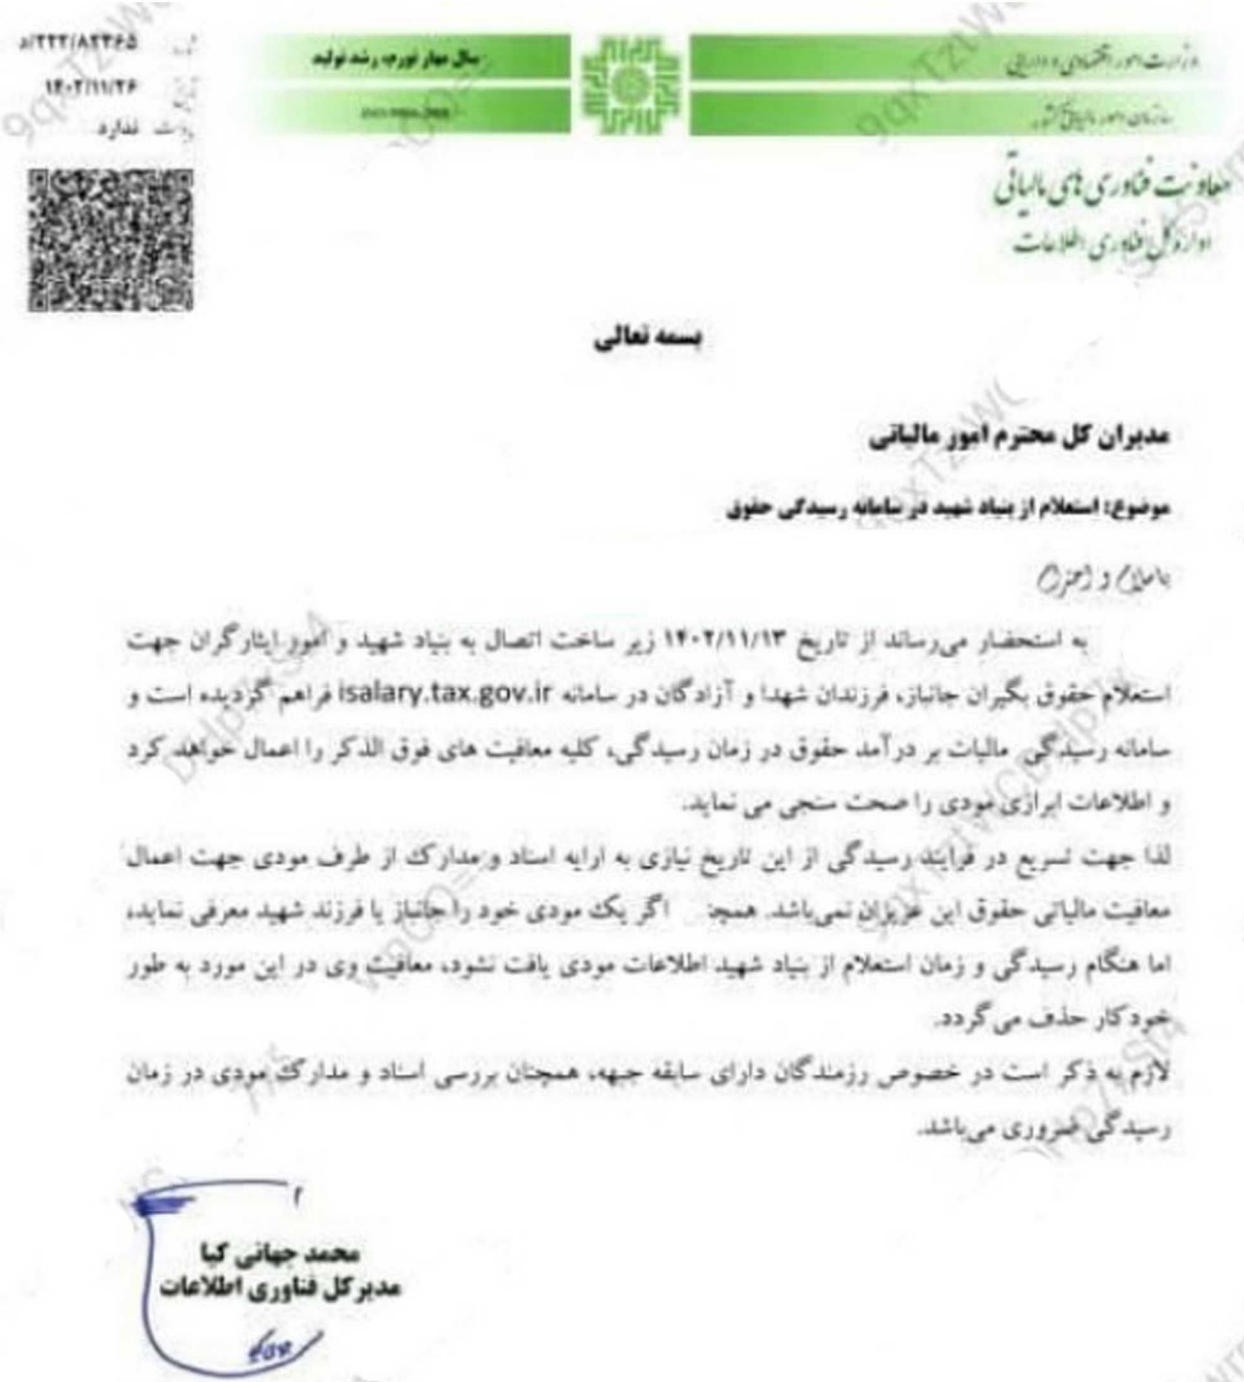 وزارت امور اقتصادی و دارایی
سازمان امور مالیاتی کشور
سال مهار تورم، رشد تولید
د/۲۳۲/۸۲۳۶۵
۱۴۰۲/۱۱/۲۶
ندارد
معاونت فناوری های مالیاتی
اداره کل فناوری اطلاعات
بسمه تعالی
مدیران کل محترم امور مالیاتی
موضوع: استعلام از بنیاد شهید در سامانه رسیدگی حقوق
باسلام و احترام
به استحضار می‌رساند از تاریخ ۱۴۰۲/۱۱/۱۳ زیر ساخت اتصال به بنیاد شهید و امور ایثارگران جهت
استعلام حقوق بگیران جانباز، فرزندان شهدا و آزادگان در سامانه isalary.tax.gov.ir فراهم گردیده است و
سامانه رسیدگی مالیات بر درآمد حقوق در زمان رسیدگی، کلیه معافیت های فوق الذکر را اعمال خواهد کرد
و اطلاعات ابرازی مودی را صحت سنجی می نماید.
لذا جهت تسریع در فرآیند رسیدگی از این تاریخ نیازی به ارایه اسناد و مدارک از طرف مودی جهت اعمال
معافیت مالیاتی حقوق این عزیزان نمی‌باشد. همچنـ اگر یک مودی خود را جانباز یا فرزند شهید معرفی نماید،
اما هنگام رسیدگی و زمان استعلام از بنیاد شهید اطلاعات مودی یافت نشود، معافیت وی در این مورد به طور
خودکار حذف می‌گردد.
لازم به ذکر است در خصوص رزمندگان دارای سابقه جبهه، همچنان بررسی اسناد و مدارک مودی در زمان
رسیدگی ضروری می‌باشد.
محمد جهانی کیا
مدیرکل فناوری اطلاعات